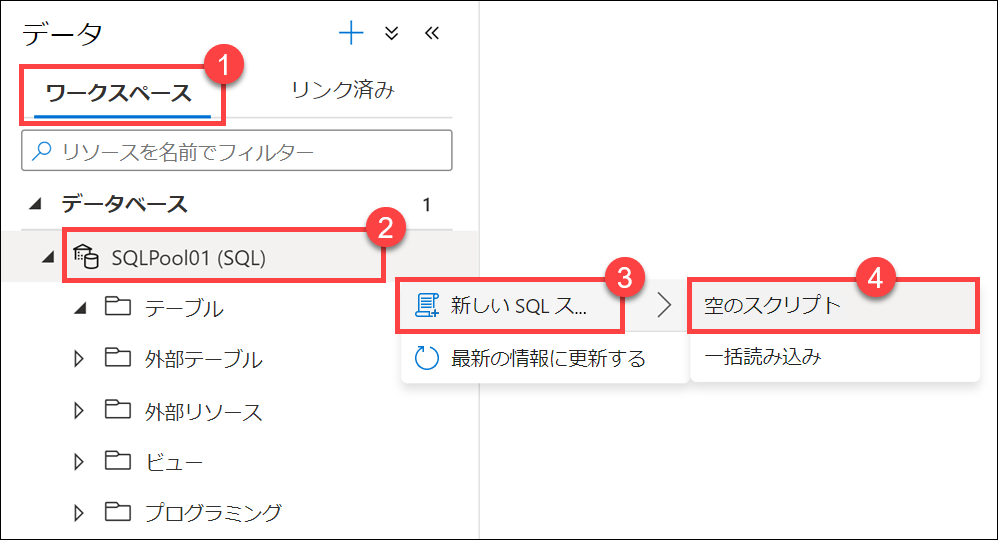 データ
1
ワークスペース
リンク済み
リソースを名前でフィルター
データベース 1
2
SQLPool01 (SQL)
3
4
新しい SQL ス...
空のスクリプト
テーブル
最新の情報に更新する
一括読み込み
外部テーブル
外部リソース
ビュー
プログラミング